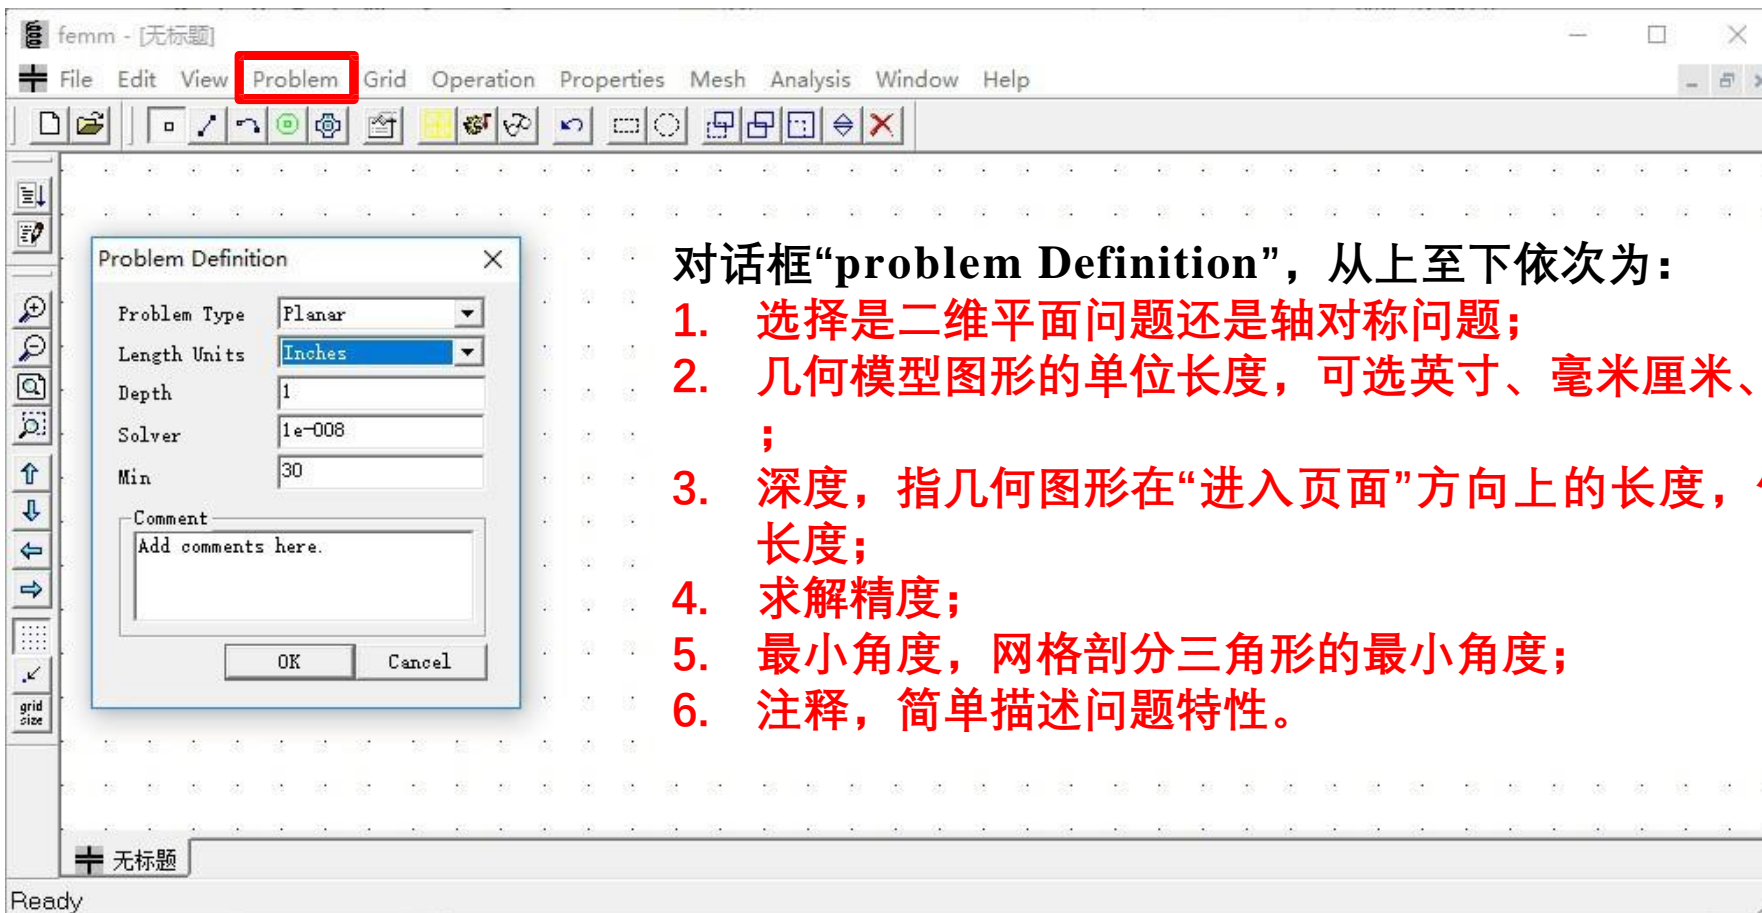 femm - [无标题]
File Edit View Problem Grid Operation Properties Mesh Analysis Window Help
Problem Definition
Problem Type Planar
Length Units Inches
Depth 1
Solver 1e-008
Min 30
Comment
Add comments here.
OK Cancel
grid
size
对话框“problem Definition”，从上至下依次为：
1. 选择是二维平面问题还是轴对称问题；
2. 几何模型图形的单位长度，可选英寸、毫米厘米、
；
3. 深度，指几何图形在“进入页面”方向上的长度，
长度；
4. 求解精度；
5. 最小角度，网格剖分三角形的最小角度；
6. 注释，简单描述问题特性。
无标题
Ready